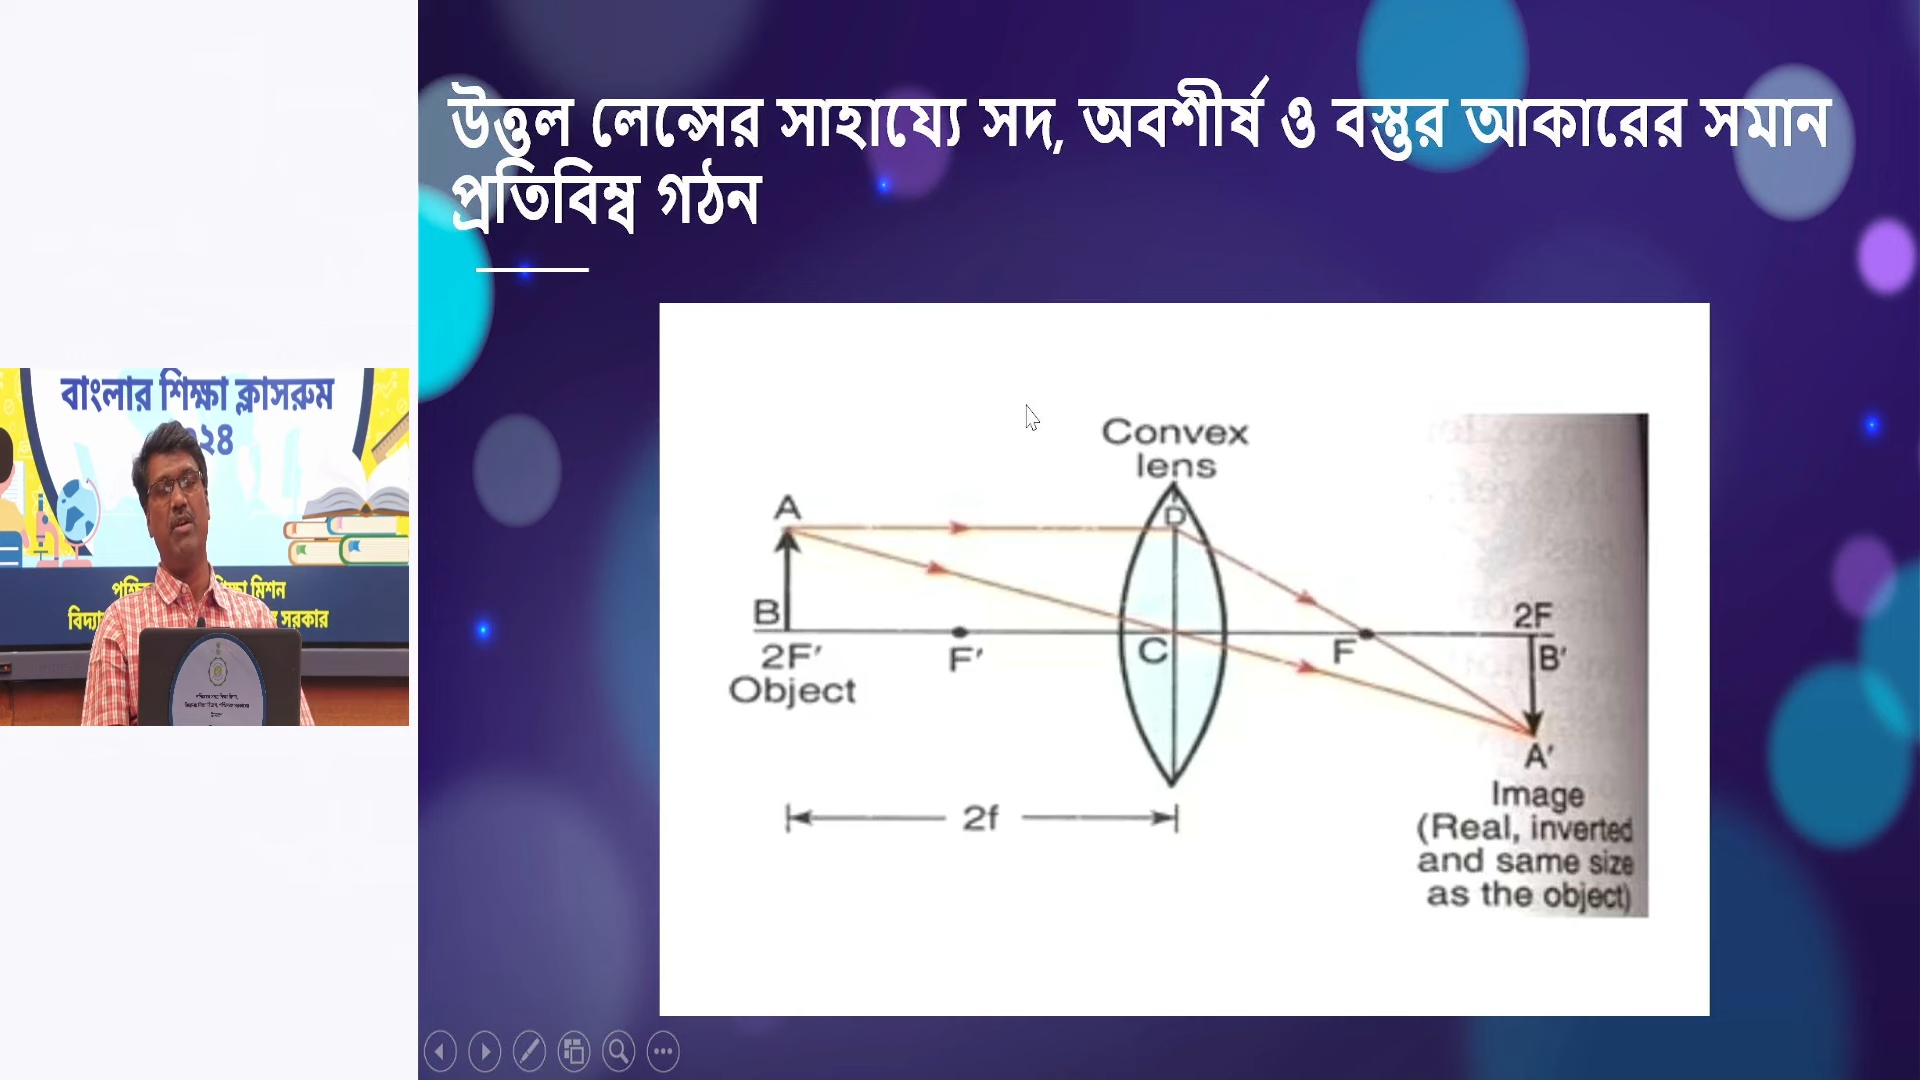 উত্তল লেন্সের সাহায্যে সদ, অবশীর্ষ ও বস্তুর আকারের সমান
প্রতিবিম্ব গঠন
বাংলার শিক্ষা ক্লাসরুম
২৪
মিশন
সরকার
Convex
lens
A
D
B
2F
2F'
F'
C
F
B'
Object
A'
Image
2f
(Real, inverted
and same size
as the object)